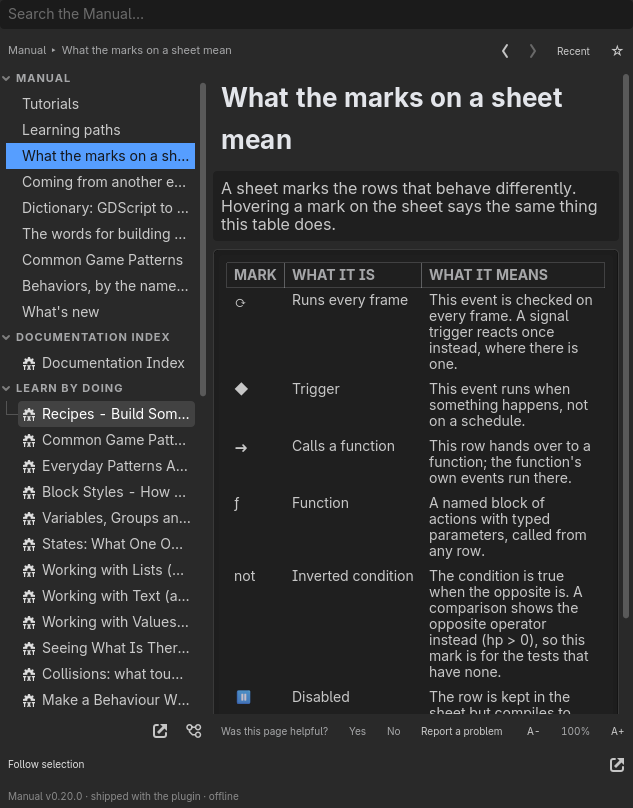 Search the Manual...
Manual ▸ What the marks on a sheet mean
Recent
MANUAL
Tutorials
Learning paths
What the marks on a sh...
Coming from another e...
Dictionary: GDScript to ...
The words for building ...
Common Game Patterns
Behaviors, by the name...
What's new
DOCUMENTATION INDEX
Documentation Index
LEARN BY DOING
Recipes - Build Som...
Common Game Patt...
Everyday Patterns A...
Block Styles - How ...
Variables, Groups an...
States: What One O...
Working with Lists (...
Working with Text (a...
Working with Values...
Seeing What Is Ther...
Collisions: what tou...
Make a Behaviour W...
What the marks on a sheet
mean
A sheet marks the rows that behave differently.
Hovering a mark on the sheet says the same thing
this table does.
MARK WHAT IT IS WHAT IT MEANS
⟳ Runs every frame This event is checked on
every frame. A signal
trigger reacts once
instead, where there is
one.
◆ Trigger This event runs when
something happens, not
on a schedule.
→ Calls a function This row hands over to a
function; the function's
own events run there.
ƒ Function A named block of
actions with typed
parameters, called from
any row.
not Inverted condition The condition is true
when the opposite is. A
comparison shows the
opposite operator
instead (hp > 0), so this
mark is for the tests that
have none.
⏸ Disabled The row is kept in the
sheet but compiles to
Was this page helpful? Yes No Report a problem A- 100% A+
Follow selection
Manual v0.20.0 · shipped with the plugin · offline